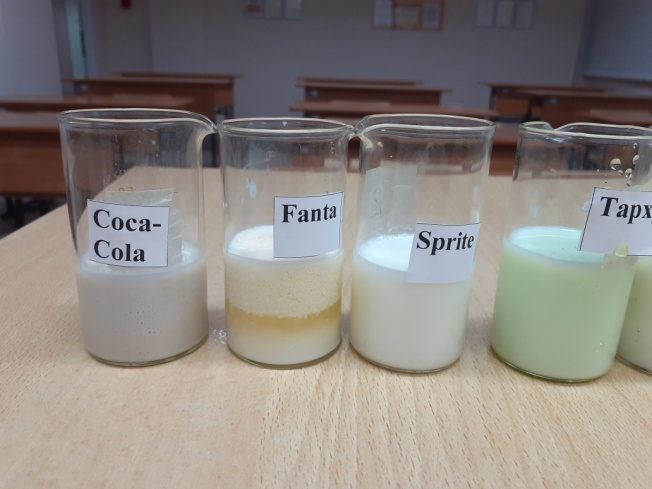 Coca-
Cola
Fanta
Sprite
Тарх